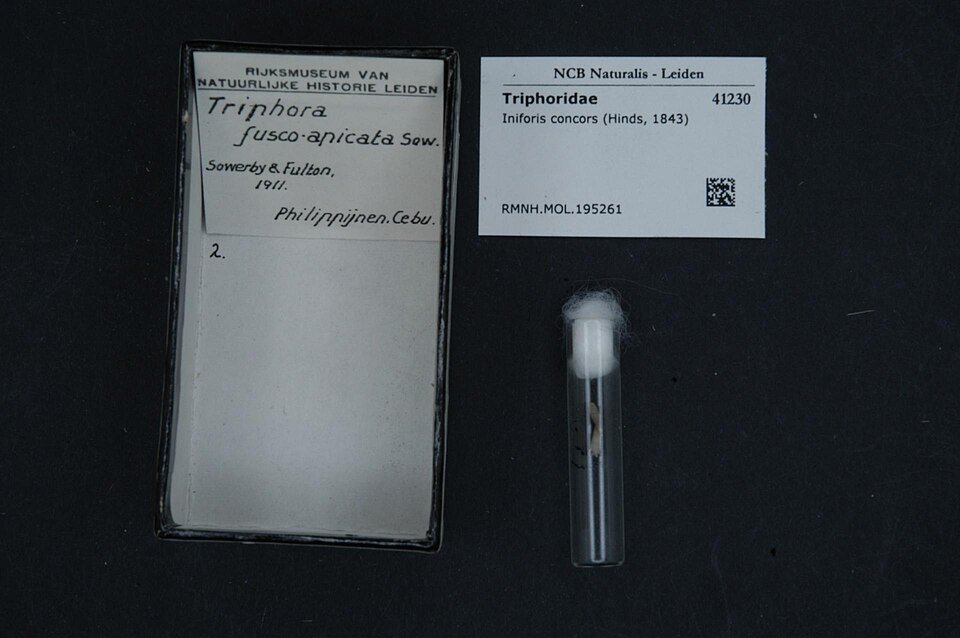 RIJKSMUSEUM VAN
NATUURLIJKE HISTORIE LEIDEN
Triphora
fusco-apicata Sow.
Sowerby & Fulton,
1911.
Philippijnen. Cebu.
2.
NCB Naturalis - Leiden
Triphoridae 41230
Iniforis concors (Hinds, 1843)
RMNH.MOL.195261